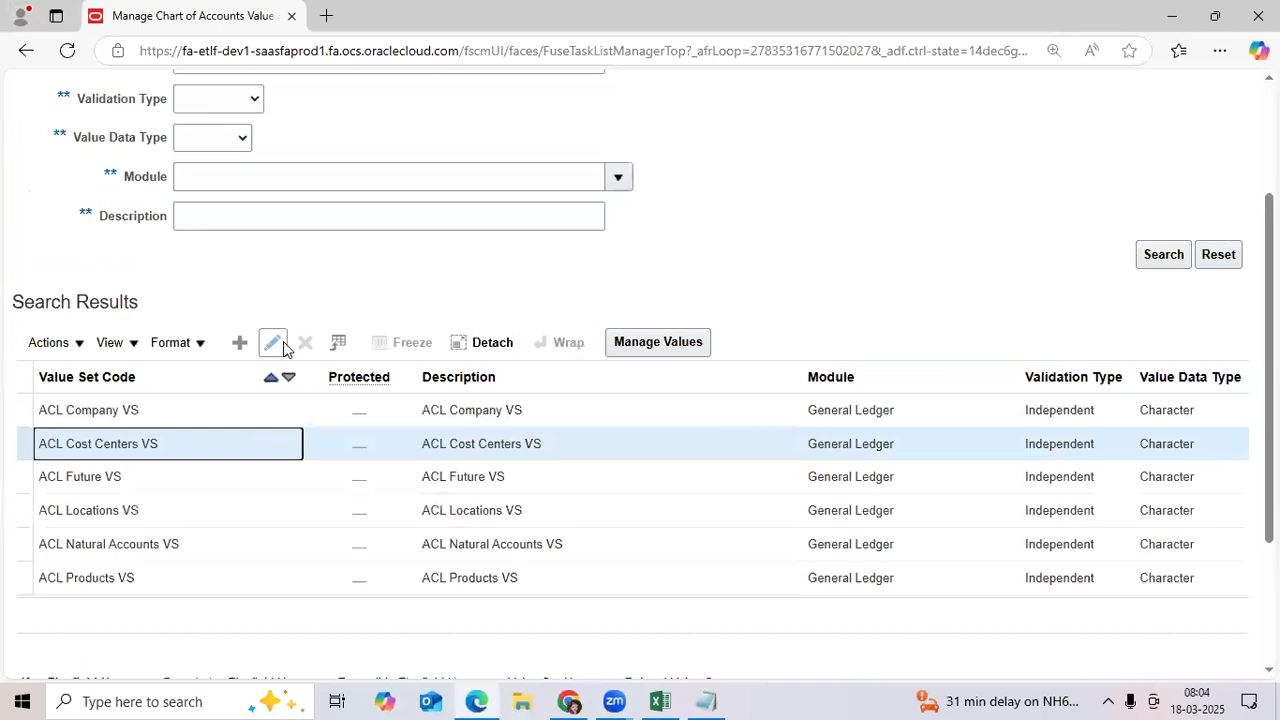 Manage Chart of Accounts Value
https://fa-etlf-dev1-saasfaprod1.fa.ocs.oraclecloud.com/fscmUI/faces/FuseTaskListManagerTop?_afrLoop=27835316771502027&_adf.ctrl-state=14dec6g...
** Validation Type
** Value Data Type
** Module
** Description
Search Reset
Search Results
Actions View Format Freeze Detach Wrap Manage Values
Value Set Code Protected Description Module Validation Type Value Data Type
ACL Company VS ACL Company VS General Ledger Independent Character
ACL Cost Centers VS ACL Cost Centers VS General Ledger Independent Character
ACL Future VS ACL Future VS General Ledger Independent Character
ACL Locations VS ACL Locations VS General Ledger Independent Character
ACL Natural Accounts VS ACL Natural Accounts VS General Ledger Independent Character
ACL Products VS ACL Products VS General Ledger Independent Character
Type here to search 31 min delay on NH6... 08:04
18-03-2025